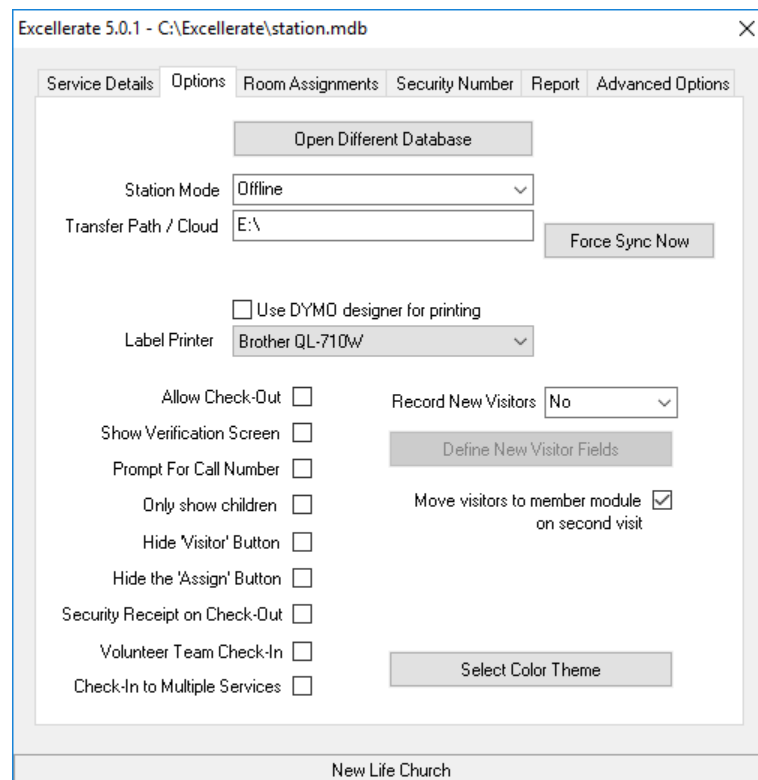 Excellerate 5.0.1 - C:\Excellerate\station.mdb
Service Details Options Room Assignments Security Number Report Advanced Options
Open Different Database
Station Mode Offline
Transfer Path / Cloud E:\
Force Sync Now
Use DYMO designer for printing
Label Printer Brother QL-710W
Allow Check-Out
Record New Visitors No
Show Verification Screen
Define New Visitor Fields
Prompt For Call Number
Only show children
Move visitors to member module
on second visit
Hide 'Visitor' Button
Hide the 'Assign' Button
Security Receipt on Check-Out
Volunteer Team Check-In
Select Color Theme
Check-In to Multiple Services
New Life Church